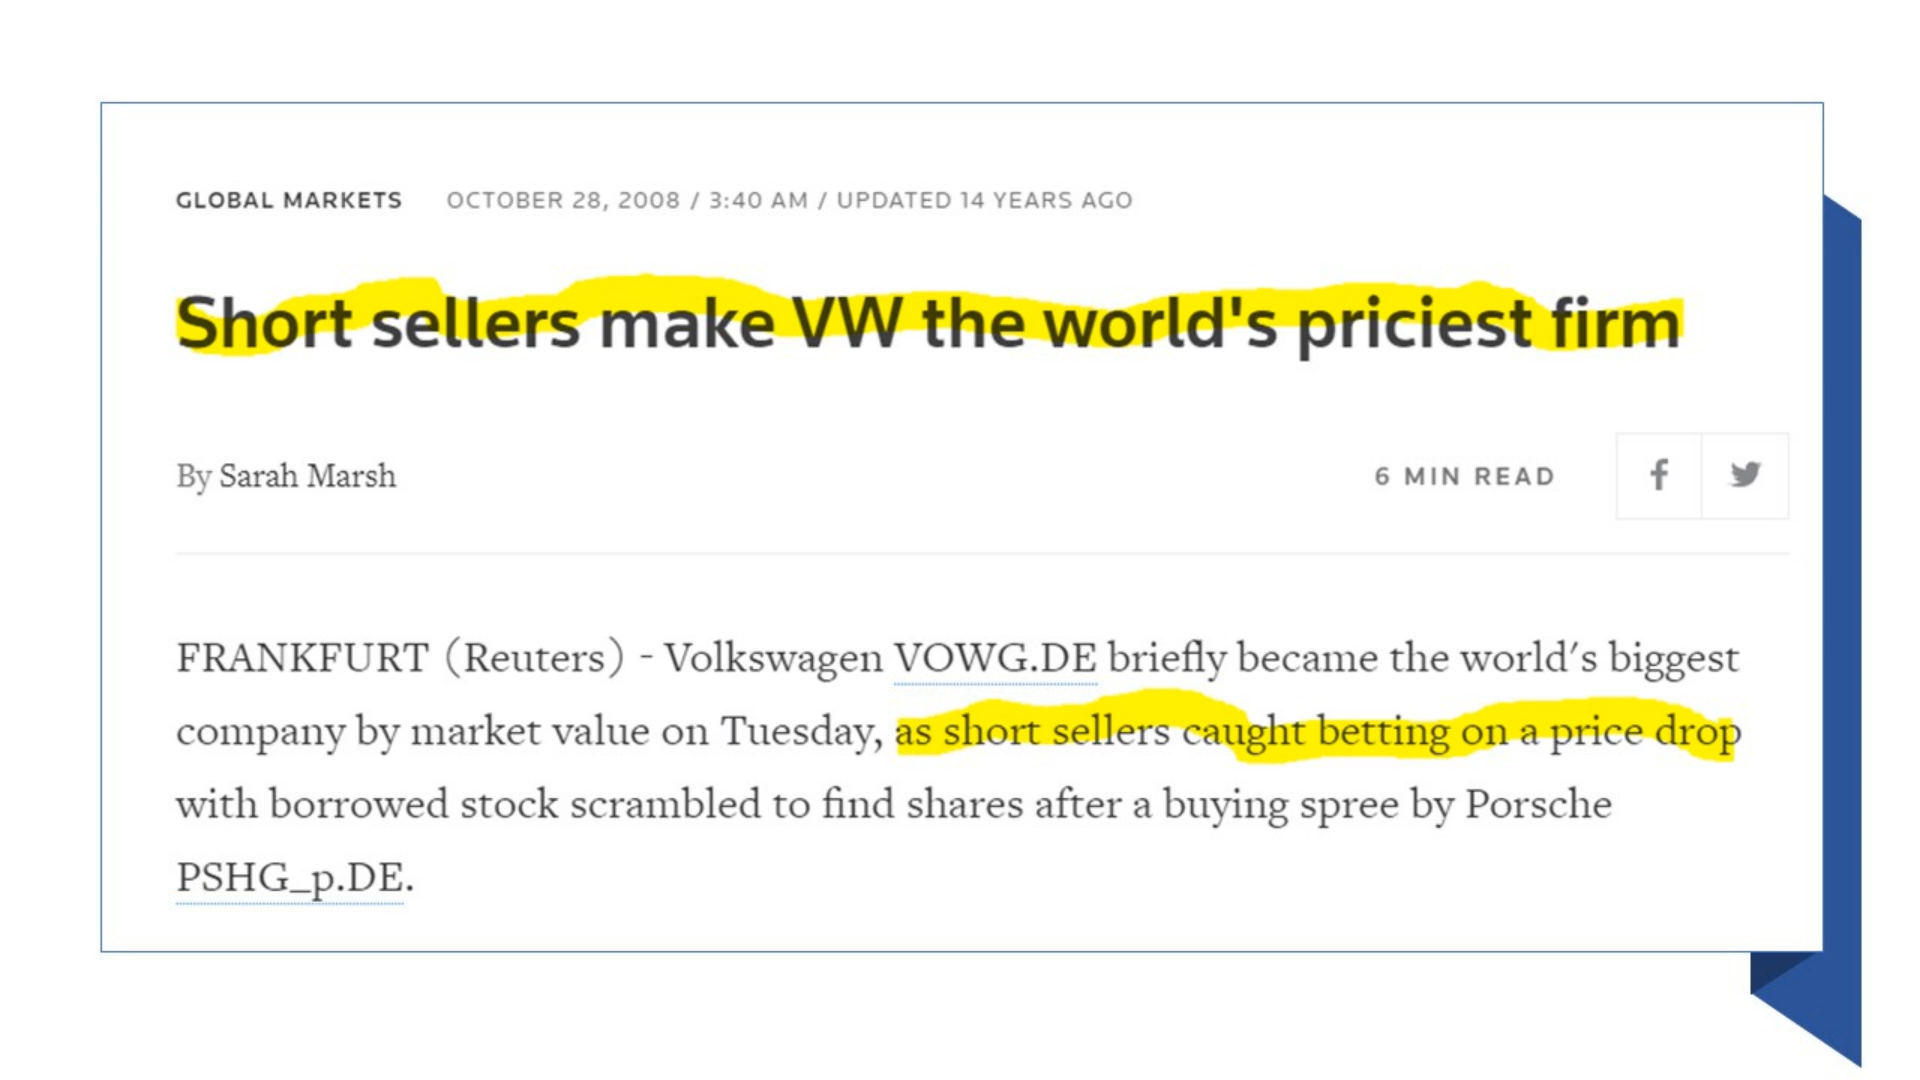 GLOBAL MARKETS OCTOBER 28, 2008 / 3:40 AM / UPDATED 14 YEARS AGO
Short sellers make VW the world's priciest firm
By Sarah Marsh 6 MIN READ
FRANKFURT (Reuters) - Volkswagen VOWG.DE briefly became the world's biggest
company by market value on Tuesday, as short sellers caught betting on a price drop
with borrowed stock scrambled to find shares after a buying spree by Porsche
PSHG_p.DE.